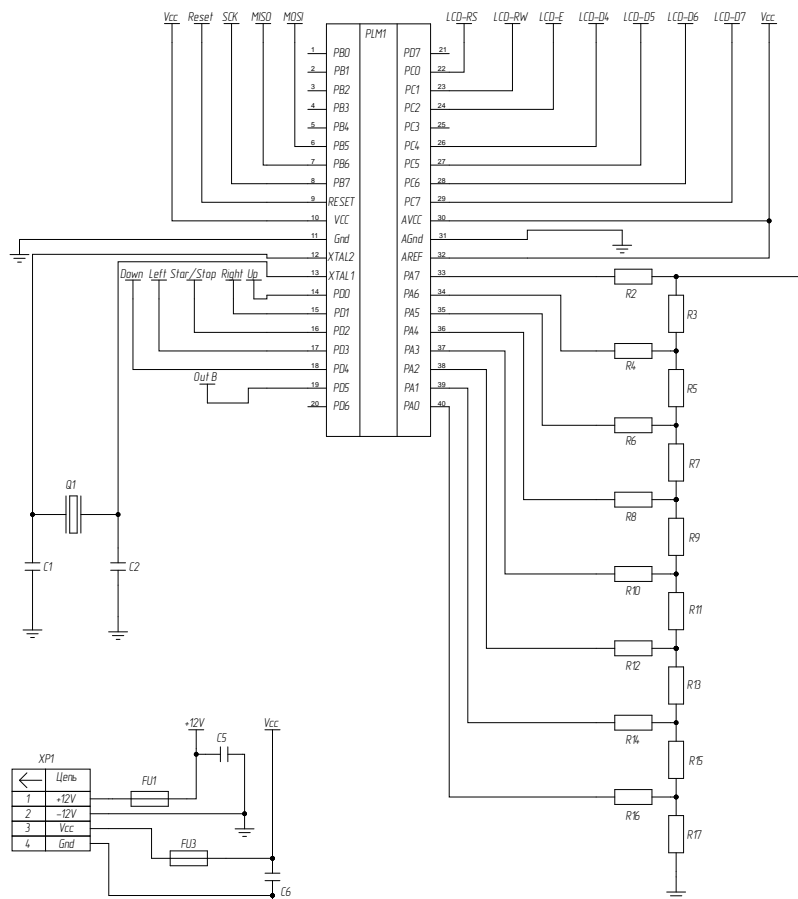 Vcc Reset SCK MISO MOSI
PLM1
LCD-RS LCD-RW LCD-E LCD-D4 LCD-D5 LCD-D6 LCD-D7 Vcc
1 PB0 PD7 21
2 PB1 PC0 22
3 PB2 PC1 23
4 PB3 PC2 24
5 PB4 PC3 25
6 PB5 PC4 26
7 PB6 PC5 27
8 PB7 PC6 28
9 RESET PC7 29
10 VCC AVCC 30
11 Gnd AGnd 31
12 XTAL2 AREF 32
13 XTAL1 PA7 33
14 PD0 PA6 34
15 PD1 PA5 35
16 PD2 PA4 36
17 PD3 PA3 37
18 PD4 PA2 38
19 PD5 PA1 39
20 PD6 PA0 40
Down Left Star/Stop Right Up
Out B
R2
R3
R4
R5
R6
R7
R8
R9
R10
R11
R12
R13
R14
R15
R16
R17
Q1
C1
C2
+12V
Vcc
C5
XP1
Цепь
1 +12V
2 -12V
3 Vcc
4 Gnd
FU1
FU3
C6